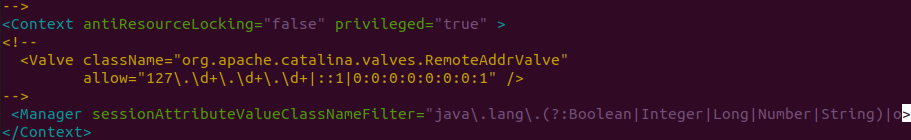 -->
<Context antiResourceLocking="false" privileged="true" >
<!--
  <Valve className="org.apache.catalina.valves.RemoteAddrValve"
         allow="127\.\d+\.\d+\.\d+|::1|0:0:0:0:0:0:0:1" />
-->
 <Manager sessionAttributeValueClassNameFilter="java\.lang\.(?:Boolean|Integer|Long|Number|String)|o>
</Context>